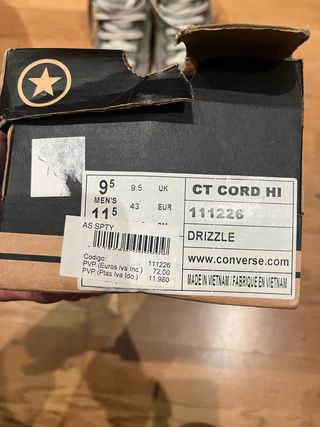 9.5 MEN'S 9.5 UK CT CORD HI
11.5 43 EUR 111226
AS SPTY
DRIZZLE
Codigo: 111226
PVP (Euros Iva Inc.) 72.00
PVP (Ptas Iva Ido.) 11.980
www.converse.com
MADE IN VIETNAM / FABRIQUE EN VIETNAM